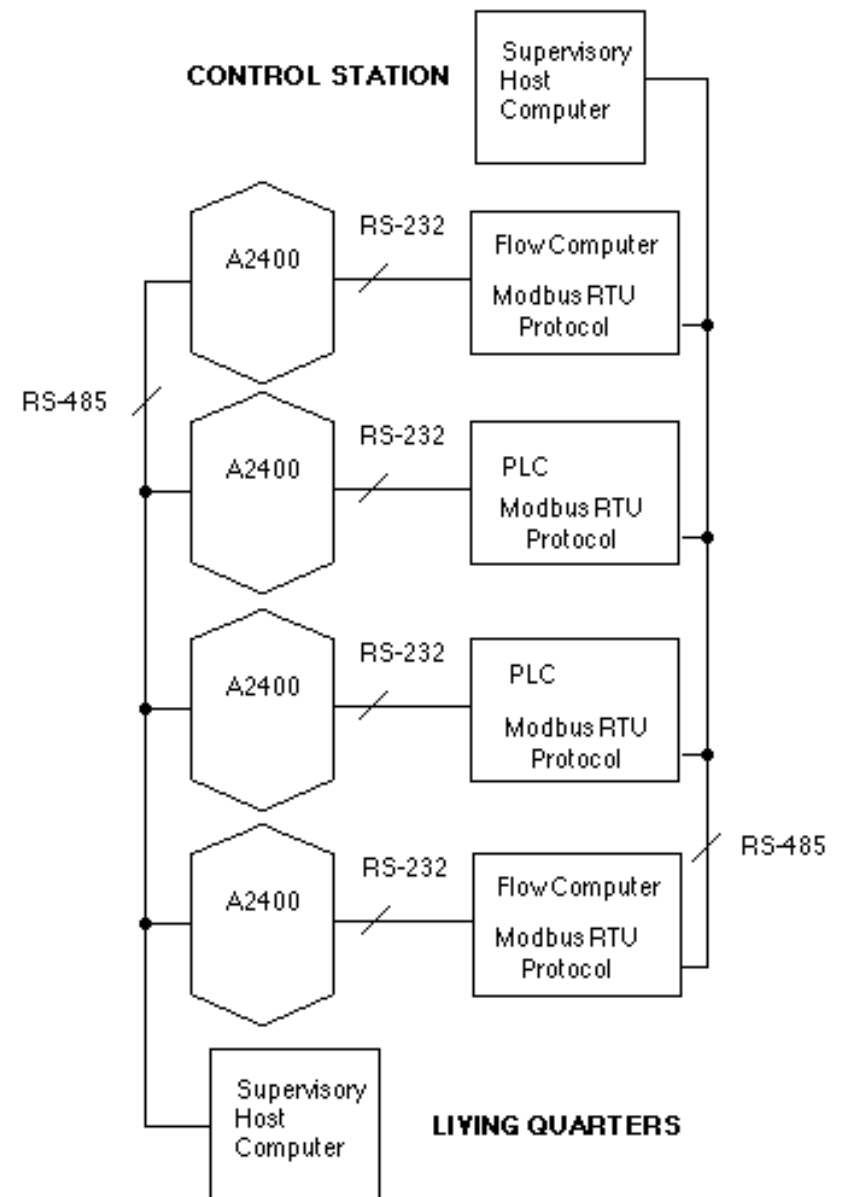 Supervisory
Host
Computer
CONTROL STATION
RS-232
A2400
Flow Computer
Modbus RTU
Protocol
RS-485
RS-232
A2400
PLC
Modbus RTU
Protocol
RS-232
A2400
PLC
Modbus RTU
Protocol
RS-485
RS-232
A2400
Flow Computer
Modbus RTU
Protocol
Supervisory
Host
Computer
LIVING QUARTERS